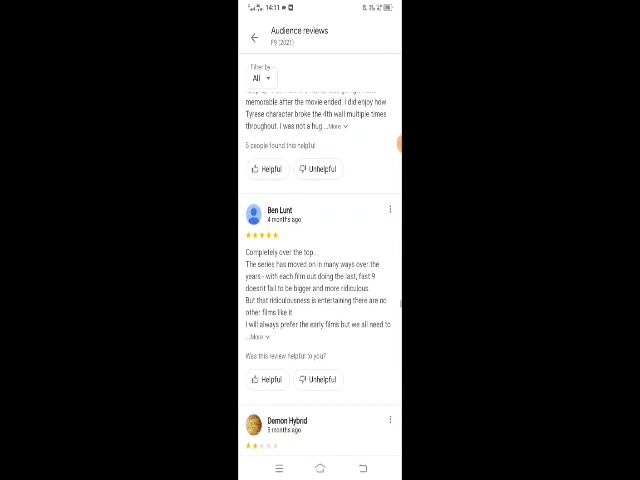 14:11
Audience reviews
F9 (2021)
Filter by
All
memorable after the movie ended. I did enjoy how
Tyrese character broke the 4th wall multiple times
throughout. I was not a hug ...More
5 people found this helpful
Helpful
Unhelpful
Ben Lunt
4 months ago
Completely over the top...
The series has moved on in many ways over the
years - with each film out doing the last, fast 9
doesn't fail to be bigger and more ridiculous.
But that ridiculousness is entertaining there are no
other films like it
I will always prefer the early films but we all need to
...More
Was this review helpful to you?
Helpful
Unhelpful
Demon Hybrid
5 months ago